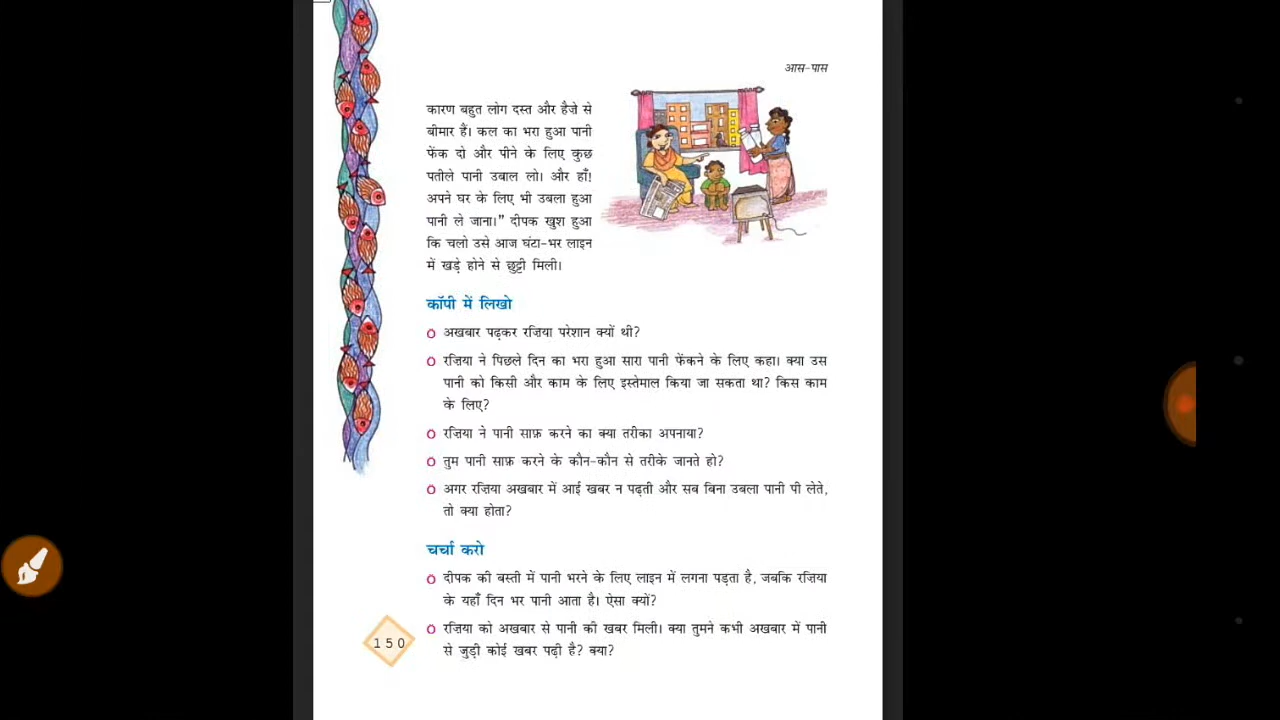 आस-पास
कारण बहुत लोग दस्त और हैज़े से
बीमार हैं। कल का भरा हुआ पानी
फेंक दो और पीने के लिए कुछ
पतीले पानी उबाल लो। और हाँ!
अपने घर के लिए भी उबला हुआ
पानी ले जाना।” दीपक खुश हुआ
कि चलो उसे आज घंटा-भर लाइन
में खड़े होने से छुट्टी मिली।
कॉपी में लिखो
अखबार पढ़कर रज़िया परेशान क्यों थी?
रज़िया ने पिछले दिन का भरा हुआ सारा पानी फेंकने के लिए कहा। क्या उस
पानी को किसी और काम के लिए इस्तेमाल किया जा सकता था? किस काम
के लिए?
रज़िया ने पानी साफ़ करने का क्या तरीका अपनाया?
तुम पानी साफ़ करने के कौन-कौन से तरीके जानते हो?
अगर रज़िया अखबार में आई खबर न पढ़ती और सब बिना उबला पानी पी लेते,
तो क्या होता?
चर्चा करो
दीपक की बस्ती में पानी भरने के लिए लाइन में लगना पड़ता है, जबकि रज़िया
के यहाँ दिन भर पानी आता है। ऐसा क्यों?
रज़िया को अखबार से पानी की खबर मिली। क्या तुमने कभी अखबार में पानी
से जुड़ी कोई खबर पढ़ी है? क्या?
150